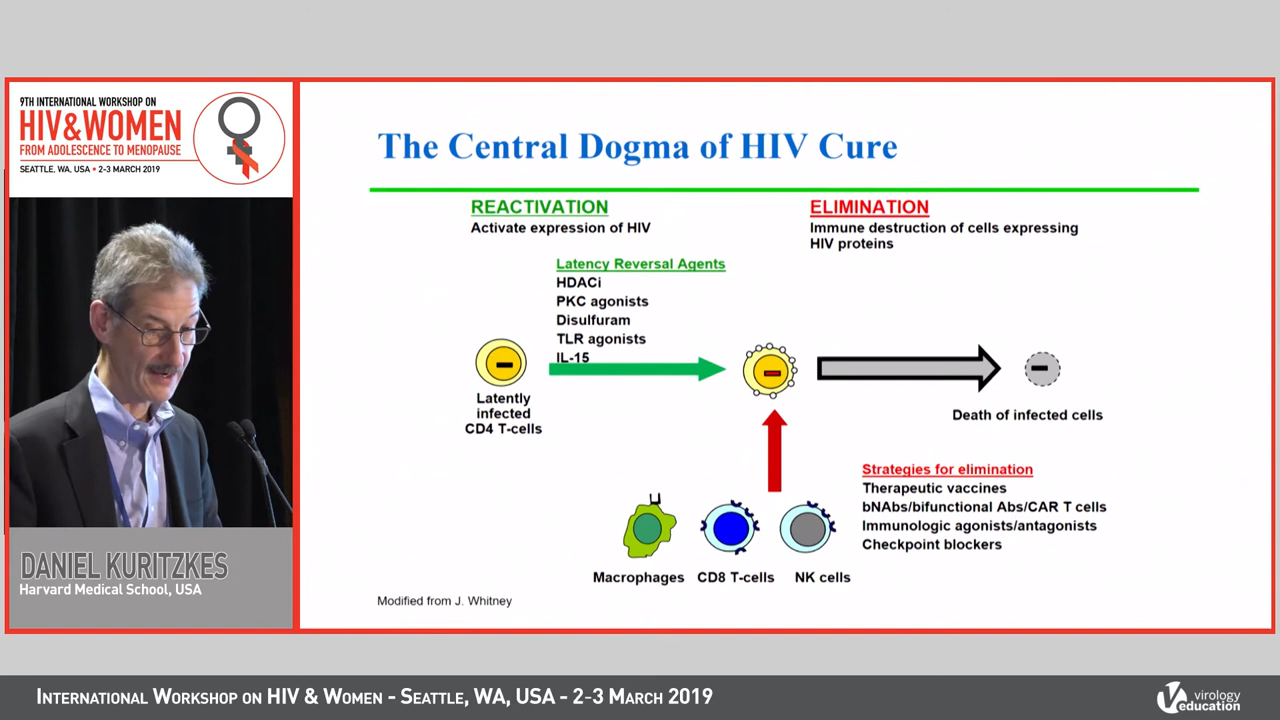 9TH INTERNATIONAL WORKSHOP ON
HIV&WOMEN
FROM ADOLESCENCE TO MENOPAUSE
SEATTLE, WA, USA • 2-3 MARCH 2019
DANIEL KURITZKES
Harvard Medical School, USA
The Central Dogma of HIV Cure
REACTIVATION
Activate expression of HIV
ELIMINATION
Immune destruction of cells expressing
HIV proteins
Latency Reversal Agents
HDACi
PKC agonists
Disulfuram
TLR agonists
IL-15
Latently
infected
CD4 T-cells
Death of infected cells
Strategies for elimination
Therapeutic vaccines
bNAbs/bifunctional Abs/CAR T cells
Immunologic agonists/antagonists
Checkpoint blockers
Macrophages
CD8 T-cells
NK cells
Modified from J. Whitney
INTERNATIONAL WORKSHOP ON HIV & WOMEN - SEATTLE, WA, USA - 2-3 MARCH 2019
virology
education